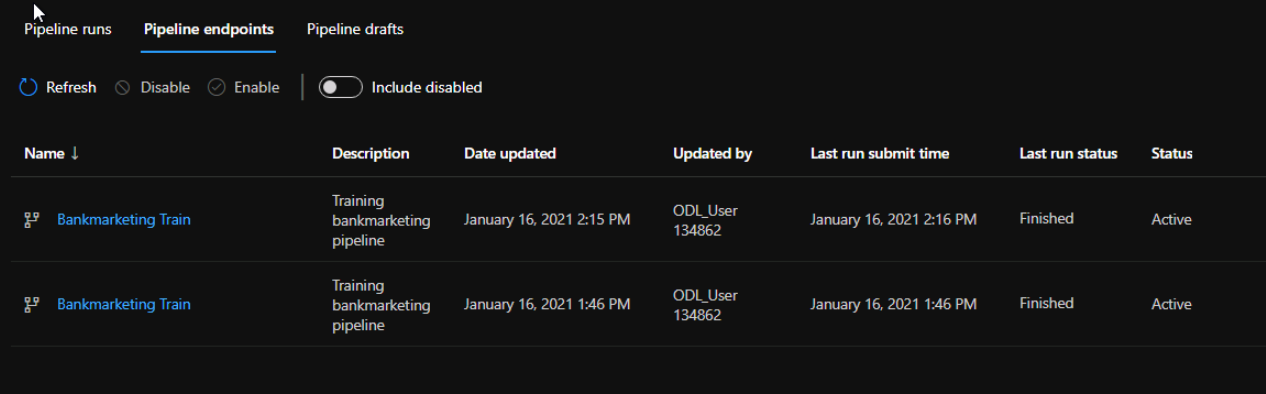 Pipeline runs Pipeline endpoints Pipeline drafts
Refresh Disable Enable Include disabled
Name ↓ Description Date updated Updated by Last run submit time Last run status Status
Bankmarketing Train Training bankmarketing pipeline January 16, 2021 2:15 PM ODL_User 134862 January 16, 2021 2:16 PM Finished Active
Bankmarketing Train Training bankmarketing pipeline January 16, 2021 1:46 PM ODL_User 134862 January 16, 2021 1:46 PM Finished Active